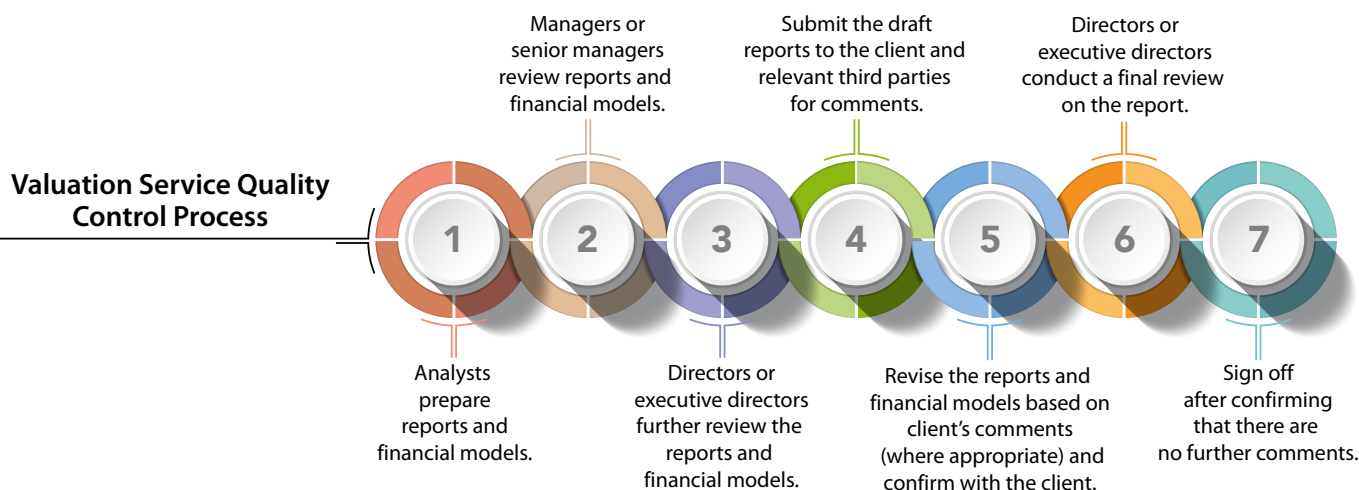 Valuation Service Quality
Control Process
1
Analysts
prepare
reports and
financial models.
2
Managers or
senior managers
review reports and
financial models.
3
Directors or
executive directors
further review the
reports and
financial models.
4
Submit the draft
reports to the client and
relevant third parties
for comments.
5
Revise the reports and
financial models based on
client’s comments
(where appropriate) and
confirm with the client.
6
Directors or
executive directors
conduct a final review
on the report.
7
Sign off
after confirming
that there are
no further comments.